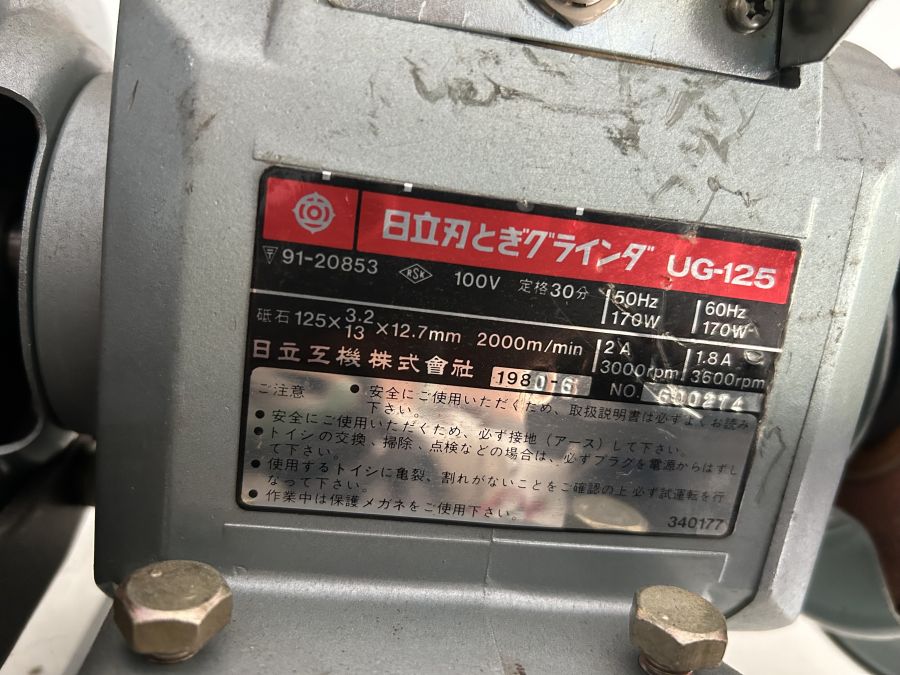 日立刃とぎグラインダ UG-125
〒 91-20853 RSK 100V 定格30分 50Hz 170W 60Hz 170W
砥石125×3.2/13×12.7mm 2000m/min 2A 3000rpm 1.8A 3600rpm
日立工機株式會社 1980-6 NO. 600274
ご注意 ● 安全にご使用いただくため、取扱説明書は必ずよくお読み
下さい。
● 安全にご使用いただくため、必ず接地(アース)して下さい。
● トイシの交換、掃除、点検などの場合は、必ずプラグを電源からはずし
て下さい。
● 使用するトイシに亀裂、割れがないことをご確認の上 必ず試運転を行
なって下さい。
● 作業中は保護メガネをご使用下さい。
340177